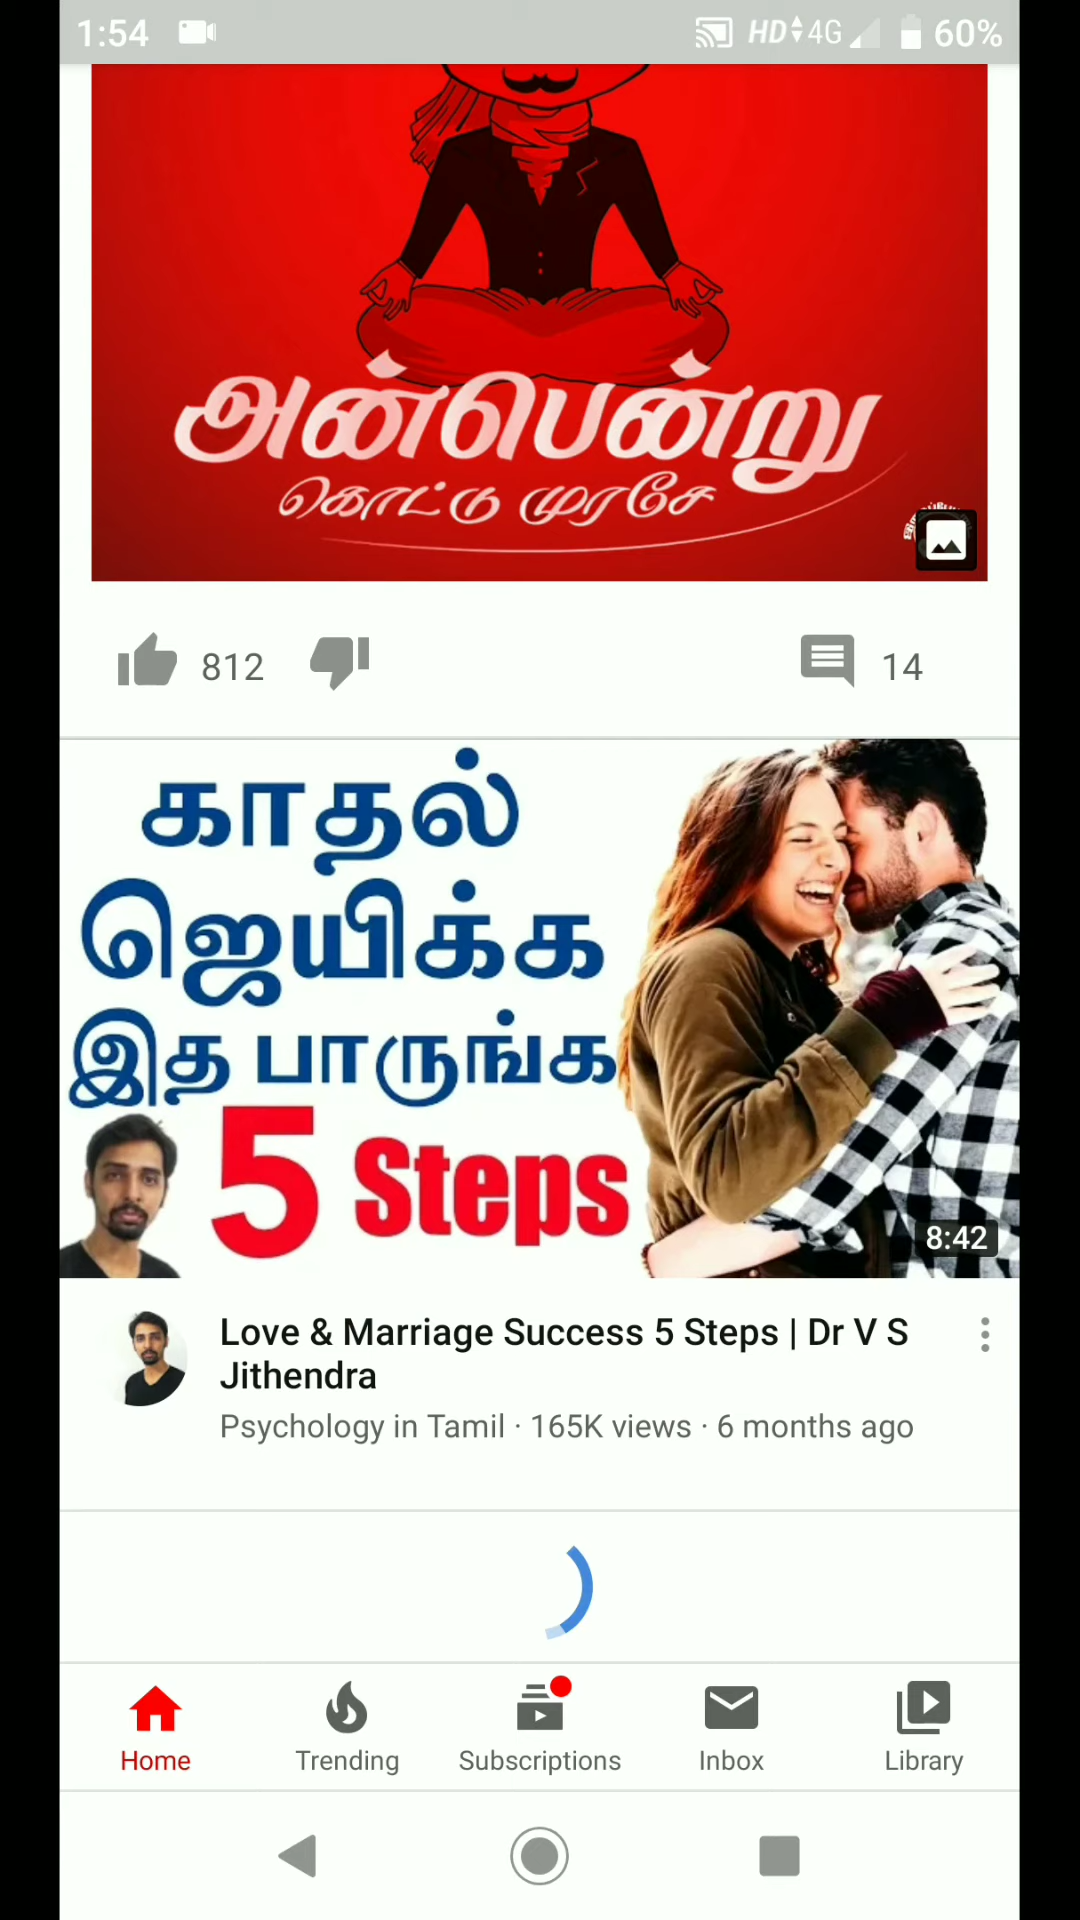 1:54
HD 4G 60%
அன்பென்று
கொட்டு முரசே
812
14
காதல்
ஜெயிக்க
இத பாருங்க
5 Steps
8:42
Love & Marriage Success 5 Steps | Dr V S
Jithendra
Psychology in Tamil · 165K views · 6 months ago
Home
Trending
Subscriptions
Inbox
Library